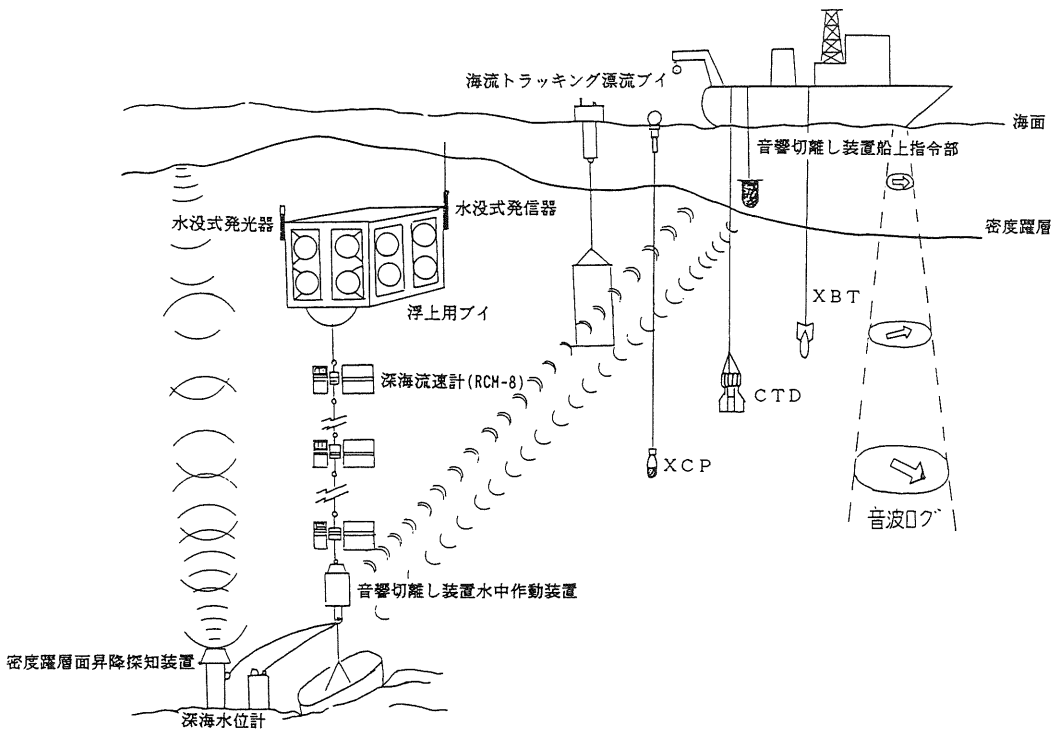 海流トラッキング漂流ブイ
海面
音響切離し装置船上指令部
水没式発光器
水没式発信器
密度躍層
浮上用ブイ
XBT
深海流速計(RCM-8)
CTD
XCP
音波ログ
音響切離し装置水中作動装置
密度躍層面昇降探知装置
深海水位計